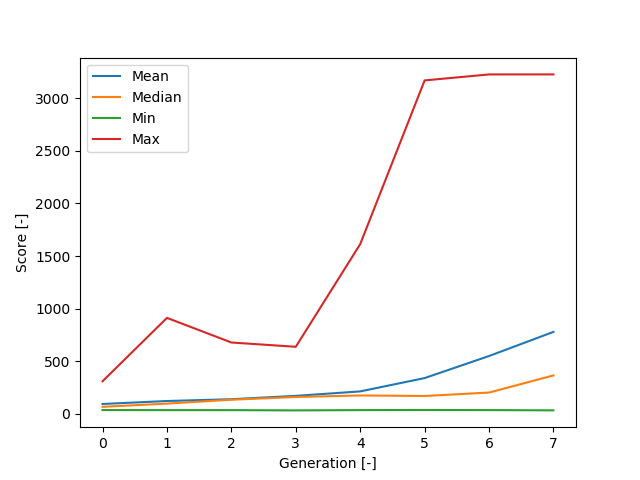 Mean
Median
Min
Max
3000
2500
2000
1500
1000
500
0
Score [-]
0 1 2 3 4 5 6 7
Generation [-]